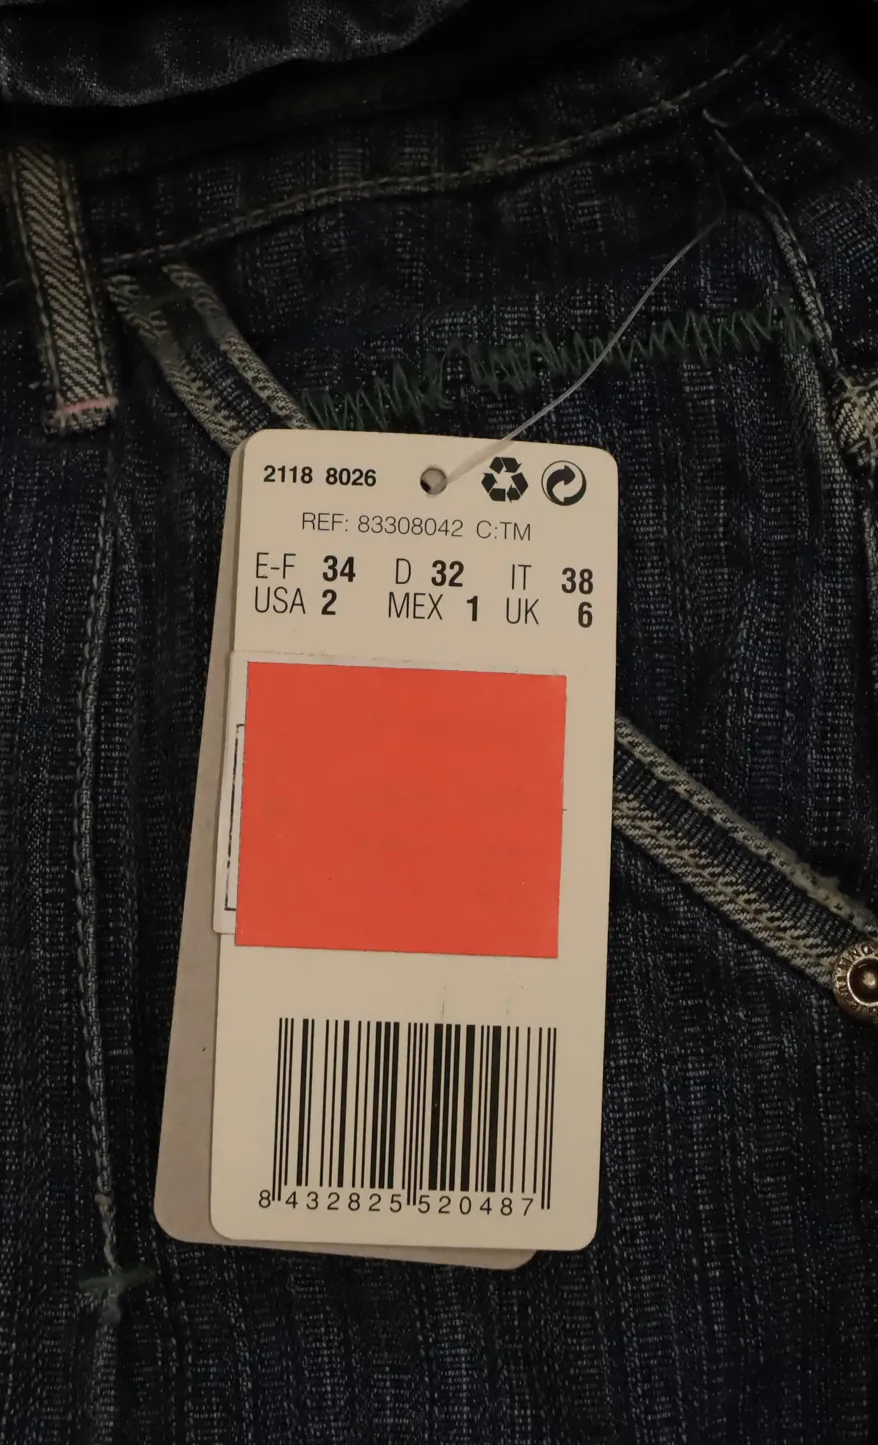 2118 8026
REF: 83308042 C:TM
E-F 34 D 32 IT 38
USA 2 MEX 1 UK 6
8 432825 520487